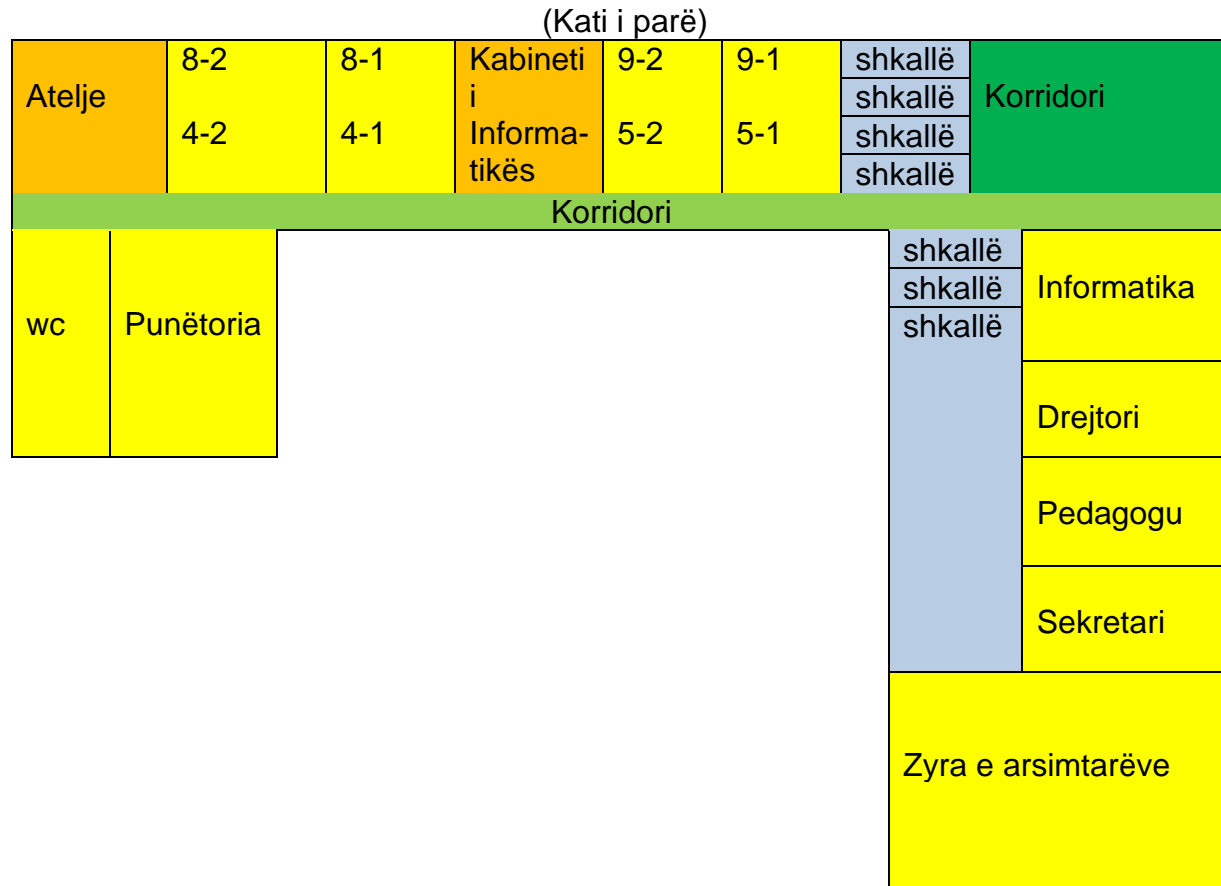 (Kati i parë)
Atelje
8-2
4-2
8-1
4-1
Kabineti
i
Informa-
tikës
9-2
5-2
9-1
5-1
shkallë
shkallë
shkallë
shkallë
Korridori
Korridori
wc
Punëtoria
shkallë
shkallë
shkallë
Informatika
Drejtori
Pedagogu
Sekretari
Zyra e arsimtarëve